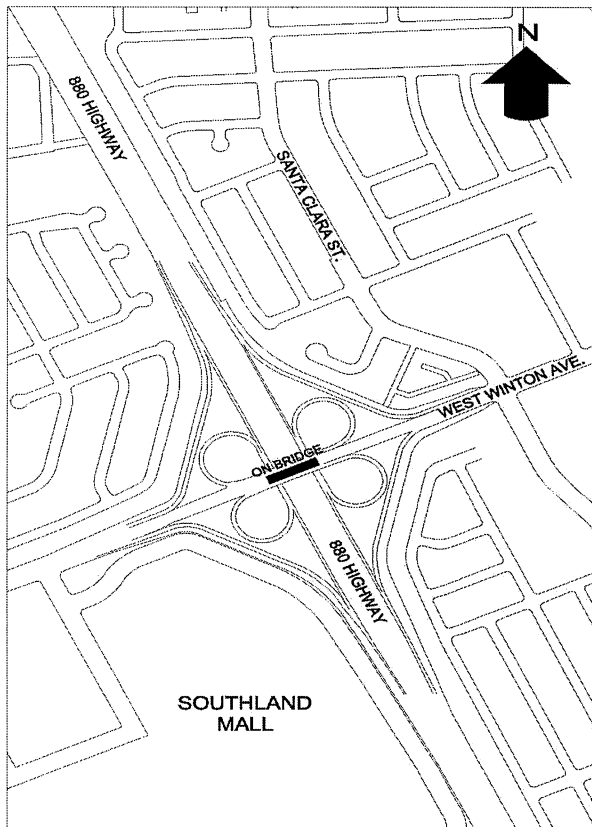 N
880 HIGHWAY
SANTA CLARA ST.
WEST WINTON AVE.
ON-BRIDGE
880 HIGHWAY
SOUTHLAND
MALL